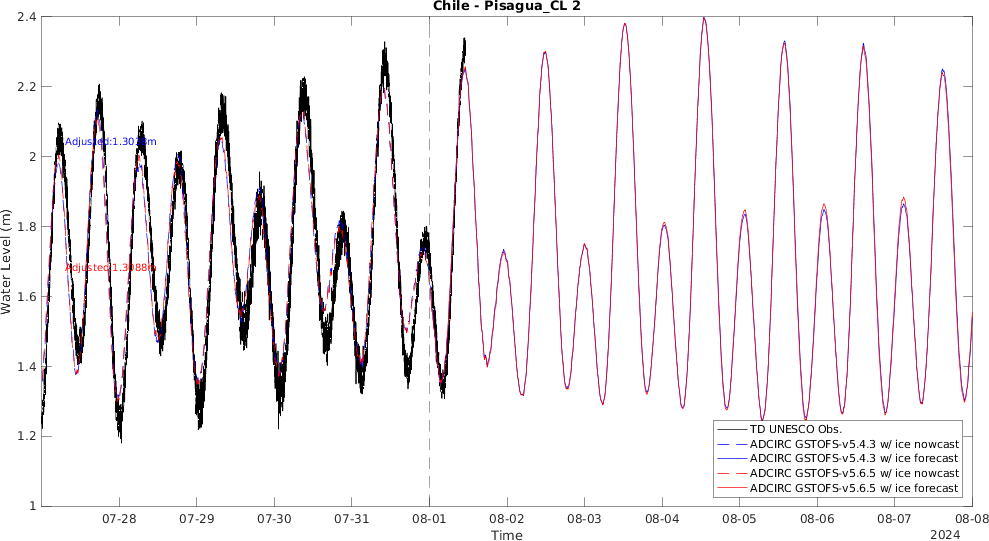 Chile - Pisagua_CL 2
Water Level (m)
2.4
2.2
2
1.8
1.6
1.4
1.2
1
Adjusted:1.3088m
TD UNESCO Obs.
ADCIRC GSTOFS-v5.4.3 w/ ice nowcast
ADCIRC GSTOFS-v5.4.3 w/ ice forecast
ADCIRC GSTOFS-v5.6.5 w/ ice nowcast
ADCIRC GSTOFS-v5.6.5 w/ ice forecast
07-28 07-29 07-30 07-31 08-01 08-02 08-03 08-04 08-05 08-06 08-07 08-08
Time
2024